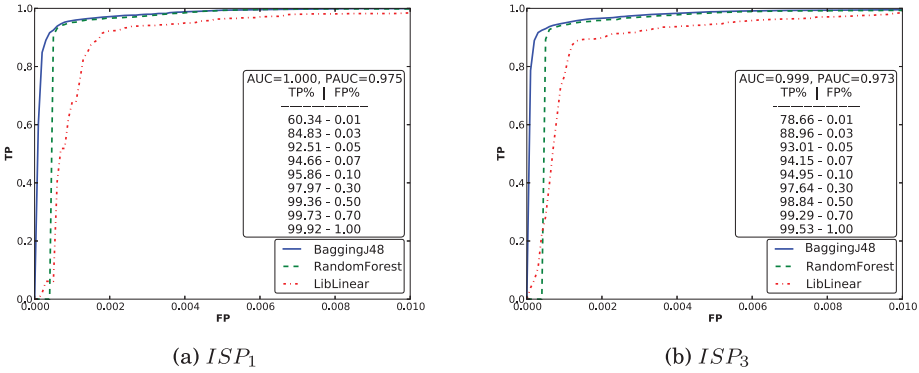 1.0
0.8
0.6
0.4
0.2
0.0
TP
0.000
0.002
0.004
0.006
0.008
0.010
FP
AUC=1.000, PAUC=0.975
TP% | FP%
--------------------
60.34 - 0.01
84.83 - 0.03
92.51 - 0.05
94.66 - 0.07
95.86 - 0.10
97.97 - 0.30
99.36 - 0.50
99.73 - 0.70
99.92 - 1.00
BaggingJ48
RandomForest
LibLinear
(a) ISP1
1.0
0.8
0.6
0.4
0.2
0.0
TP
0.000
0.002
0.004
0.006
0.008
0.010
FP
AUC=0.999, PAUC=0.973
TP% | FP%
--------------------
78.66 - 0.01
88.96 - 0.03
93.01 - 0.05
94.15 - 0.07
94.95 - 0.10
97.64 - 0.30
98.84 - 0.50
99.29 - 0.70
99.53 - 1.00
BaggingJ48
RandomForest
LibLinear
(b) ISP3